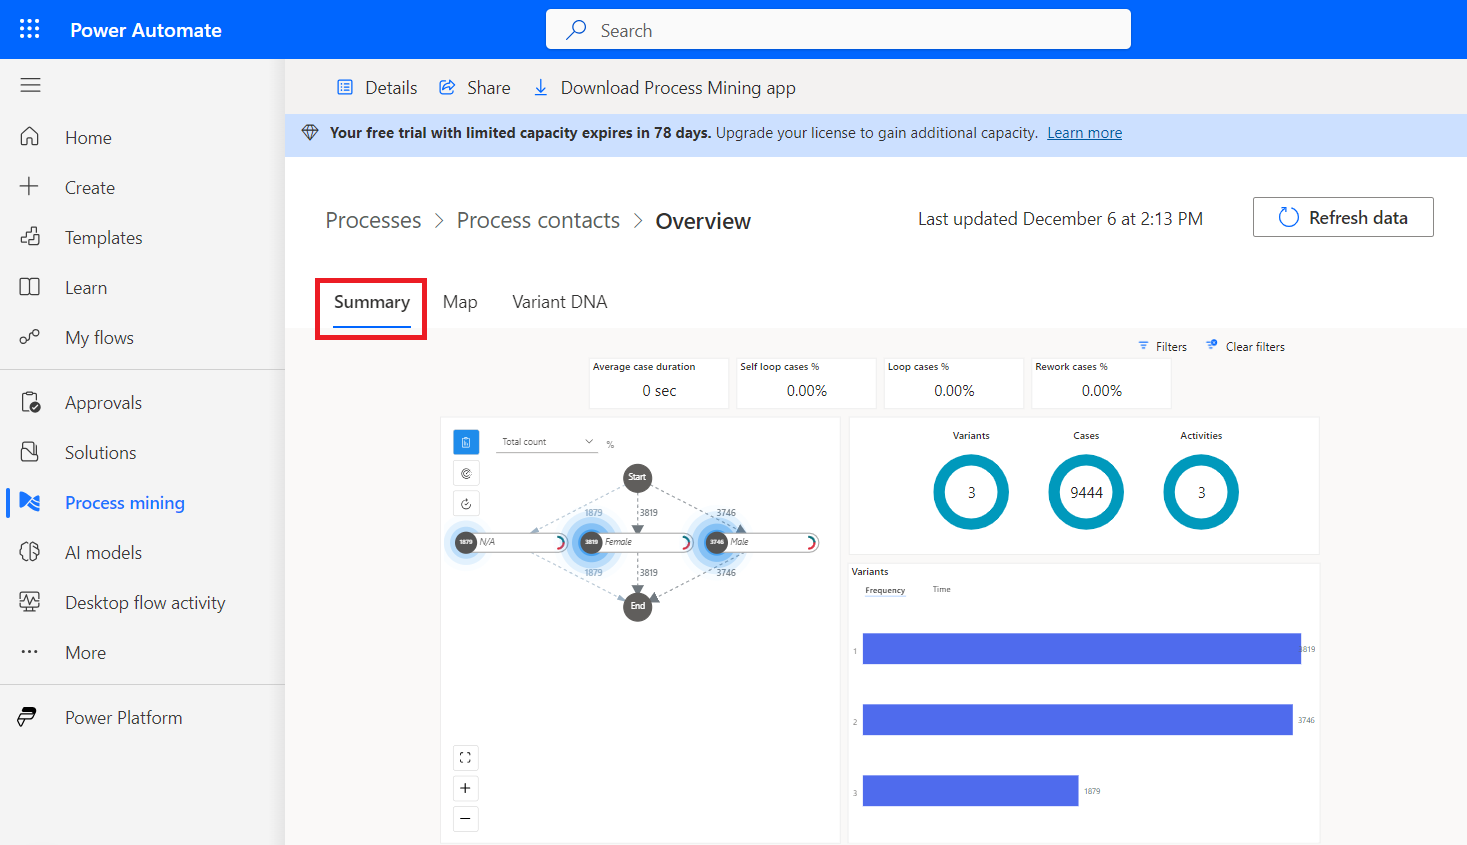 Power Automate
Search
Details
Share
Download Process Mining app
Your free trial with limited capacity expires in 78 days. Upgrade your license to gain additional capacity. Learn more
Home
Create
Templates
Learn
My flows
Approvals
Solutions
Process mining
AI models
Desktop flow activity
More
Power Platform
Processes > Process contacts > Overview
Last updated December 6 at 2:13 PM
Refresh data
Summary
Map
Variant DNA
Filters
Clear filters
Average case duration
0 sec
Self loop cases %
0.00%
Loop cases %
0.00%
Rework cases %
0.00%
Total count
%
Start
1879
3819
3746
1879 N/A
3819 Female
3746 Male
1879
3819
3746
End
Variants
3
Cases
9444
Activities
3
Variants
Frequency
Time
1
3819
2
3746
3
1879